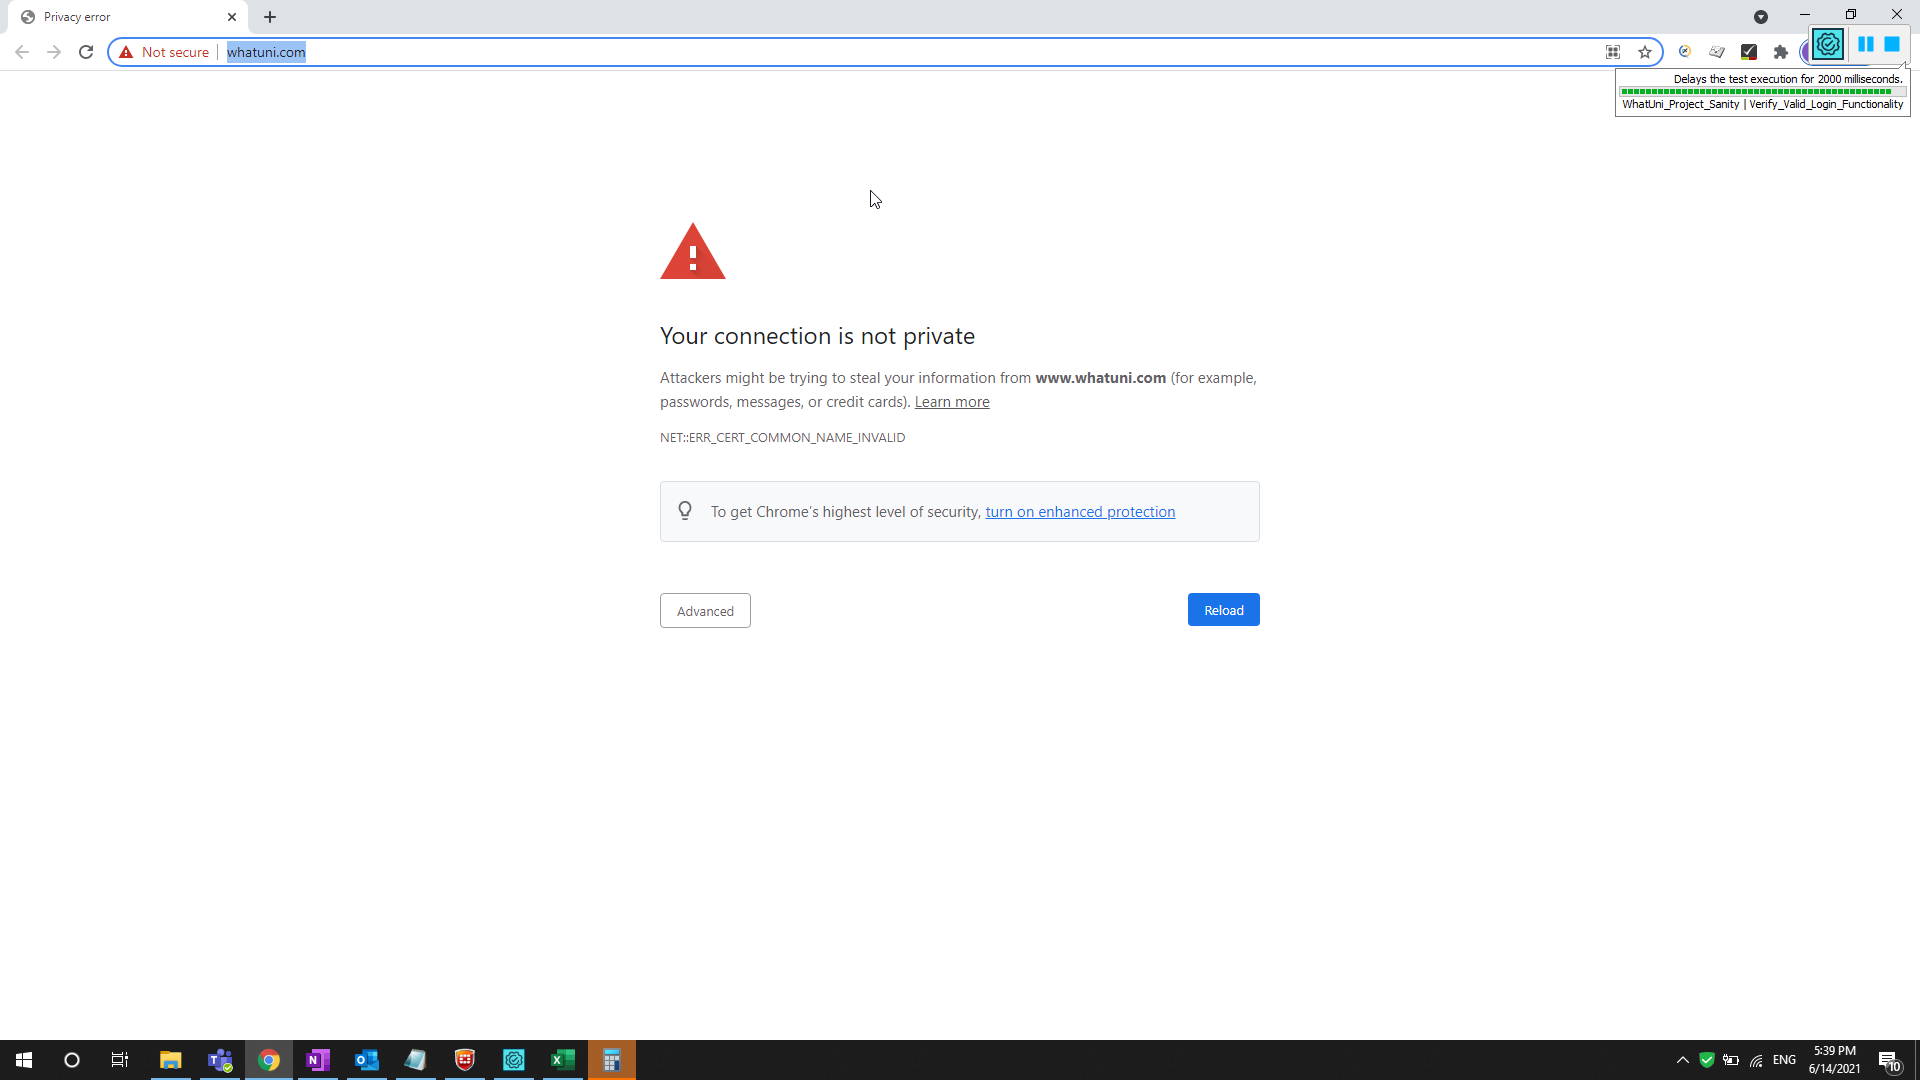 Privacy error
Not secure
whatuni.com
Delays the test execution for 2000 milliseconds.
WhatUni_Project_Sanity | Verify_Valid_Login_Functionality
Your connection is not private
Attackers might be trying to steal your information from www.whatuni.com (for example,
passwords, messages, or credit cards). Learn more
NET::ERR_CERT_COMMON_NAME_INVALID
To get Chrome's highest level of security, turn on enhanced protection
Advanced
Reload
ENG
5:39 PM
6/14/2021
10